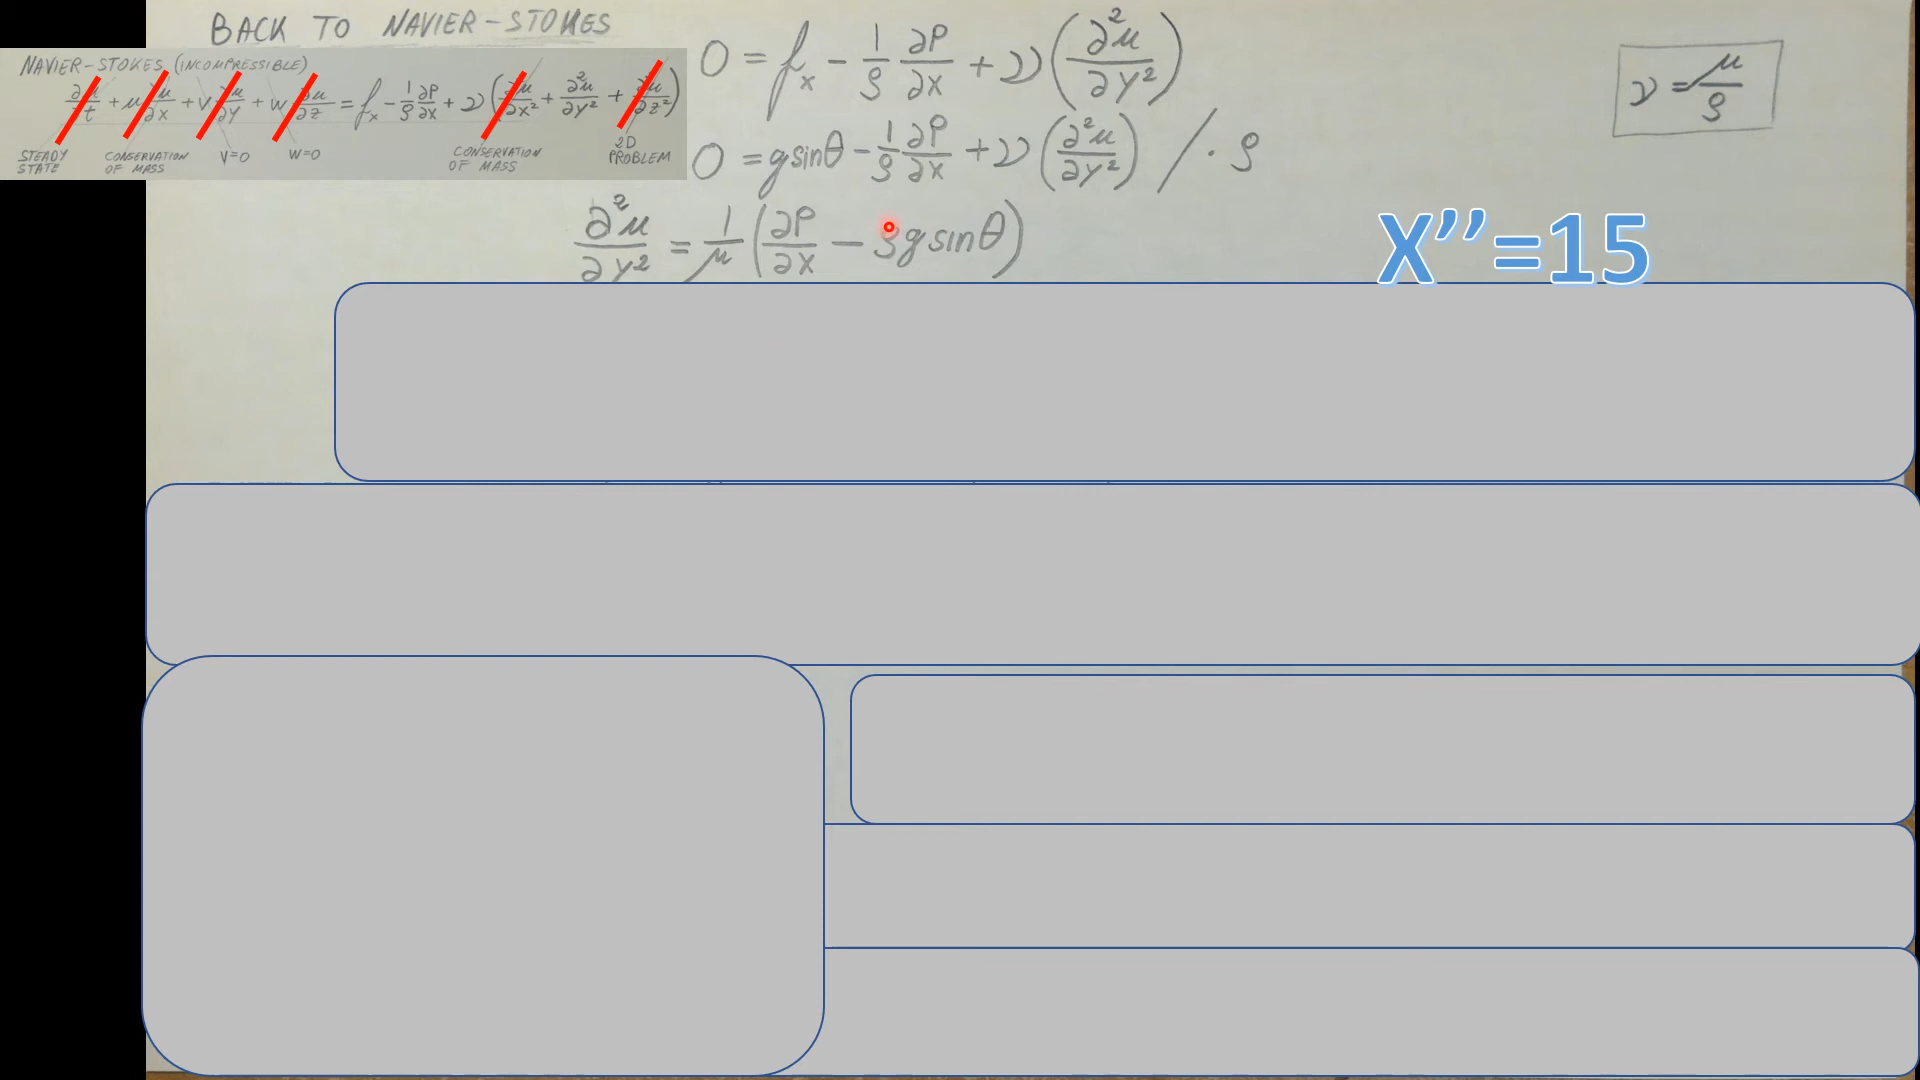 BACK TO NAVIER-STOKES
NAVIER-STOKES (INCOMPRESSIBLE)
∂u/∂t + u ∂u/∂x + v ∂u/∂y + w ∂u/∂z = fx - 1/ρ ∂P/∂x + ν (∂²u/∂x² + ∂²u/∂y² + ∂²u/∂z²)
STEADY STATE
CONSERVATION OF MASS
V=0
W=0
CONSERVATION OF MASS
2D PROBLEM
0 = fx - 1/ρ ∂P/∂x + ν (∂²u/∂y²)
ν = μ/ρ
0 = g sinθ - 1/ρ ∂P/∂x + ν (∂²u/∂y²) / · ρ
∂²u/∂y² = 1/μ (∂P/∂x - ρg sinθ)
X’’=15